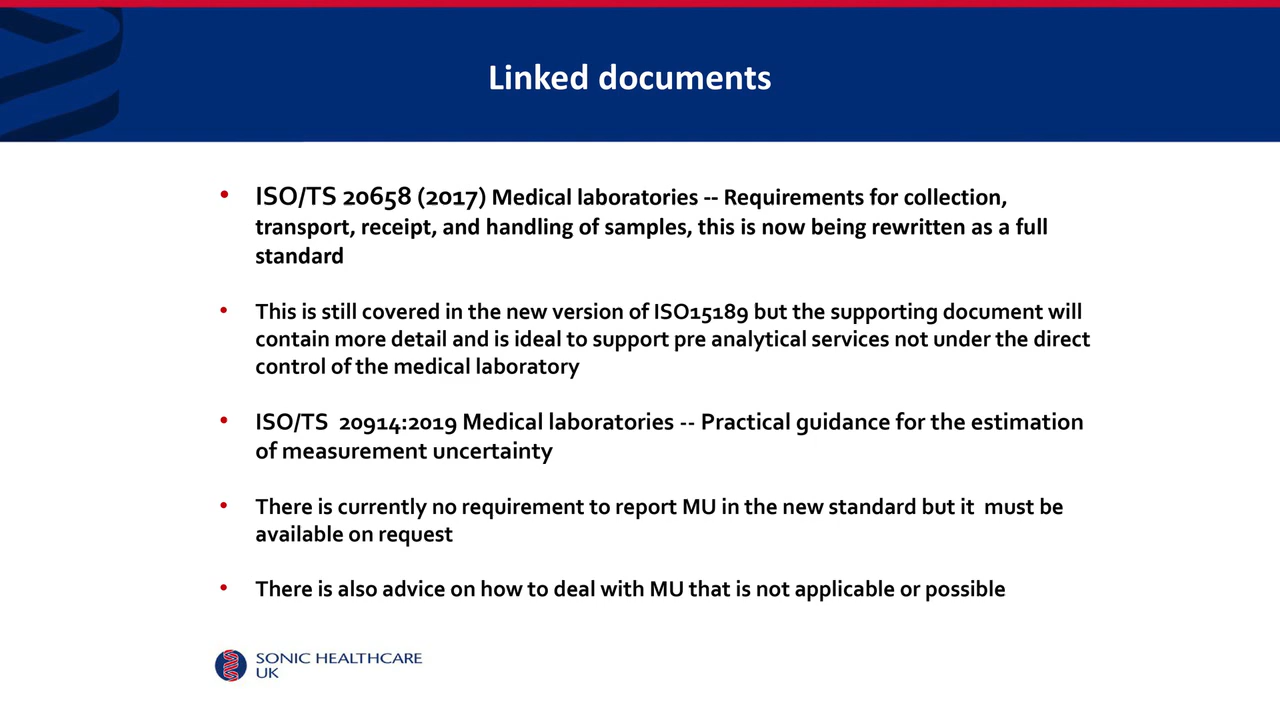 Linked documents
• ISO/TS 20658 (2017) Medical laboratories -- Requirements for collection,
transport, receipt, and handling of samples, this is now being rewritten as a full
standard
• This is still covered in the new version of ISO15189 but the supporting document will
contain more detail and is ideal to support pre analytical services not under the direct
control of the medical laboratory
• ISO/TS  20914:2019 Medical laboratories -- Practical guidance for the estimation
of measurement uncertainty
• There is currently no requirement to report MU in the new standard but it  must be
available on request
• There is also advice on how to deal with MU that is not applicable or possible
SONIC HEALTHCARE
UK